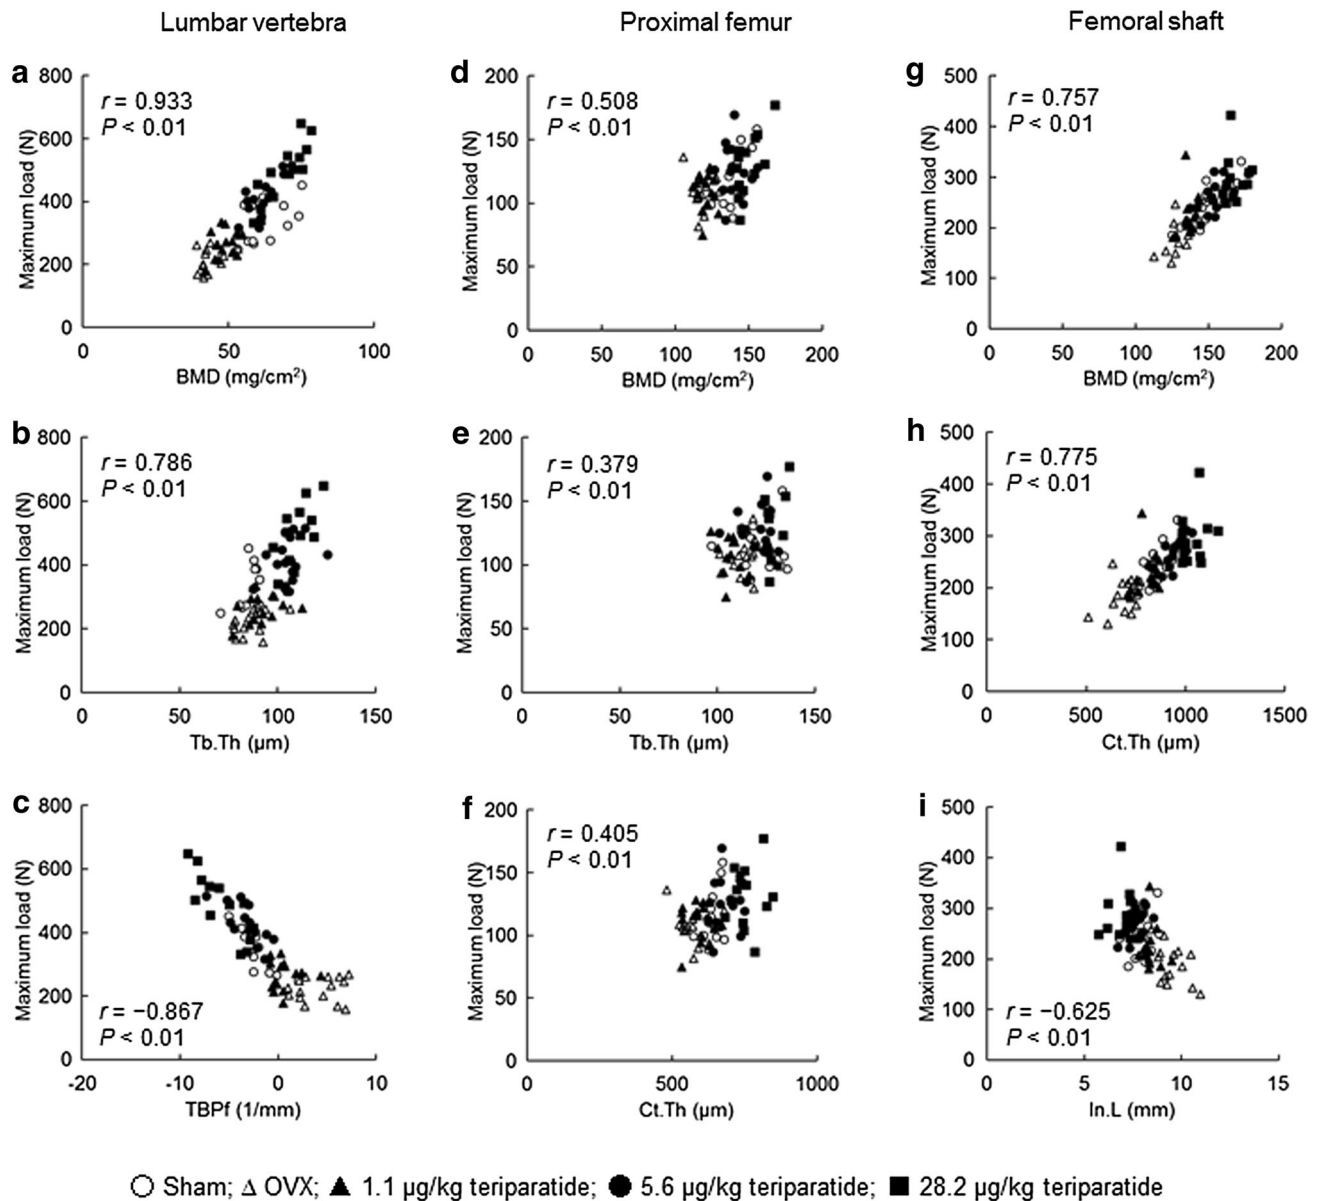 Lumbar vertebra
Proximal femur
Femoral shaft
a
800
600
400
200
0
Maximum load (N)
r = 0.933
P < 0.01
0
50
100
BMD (mg/cm²)
d
200
150
100
50
0
Maximum load (N)
r = 0.508
P < 0.01
0
50
100
150
200
BMD (mg/cm²)
g
500
400
300
200
100
0
Maximum load (N)
r = 0.757
P < 0.01
0
50
100
150
200
BMD (mg/cm²)
b
800
600
400
200
0
Maximum load (N)
r = 0.786
P < 0.01
0
50
100
150
Tb.Th (µm)
e
200
150
100
50
0
Maximum load (N)
r = 0.379
P < 0.01
0
50
100
150
Tb.Th (µm)
h
500
400
300
200
100
0
Maximum load (N)
r = 0.775
P < 0.01
0
500
1000
1500
Ct.Th (µm)
c
800
600
400
200
0
Maximum load (N)
r = −0.867
P < 0.01
-20
-10
0
10
TBPf (1/mm)
f
200
150
100
50
0
Maximum load (N)
r = 0.405
P < 0.01
0
500
1000
Ct.Th (µm)
i
500
400
300
200
100
0
Maximum load (N)
r = −0.625
P < 0.01
0
5
10
15
In.L (mm)
○ Sham; △ OVX; ▲ 1.1 µg/kg teriparatide; ● 5.6 µg/kg teriparatide; ■ 28.2 µg/kg teriparatide